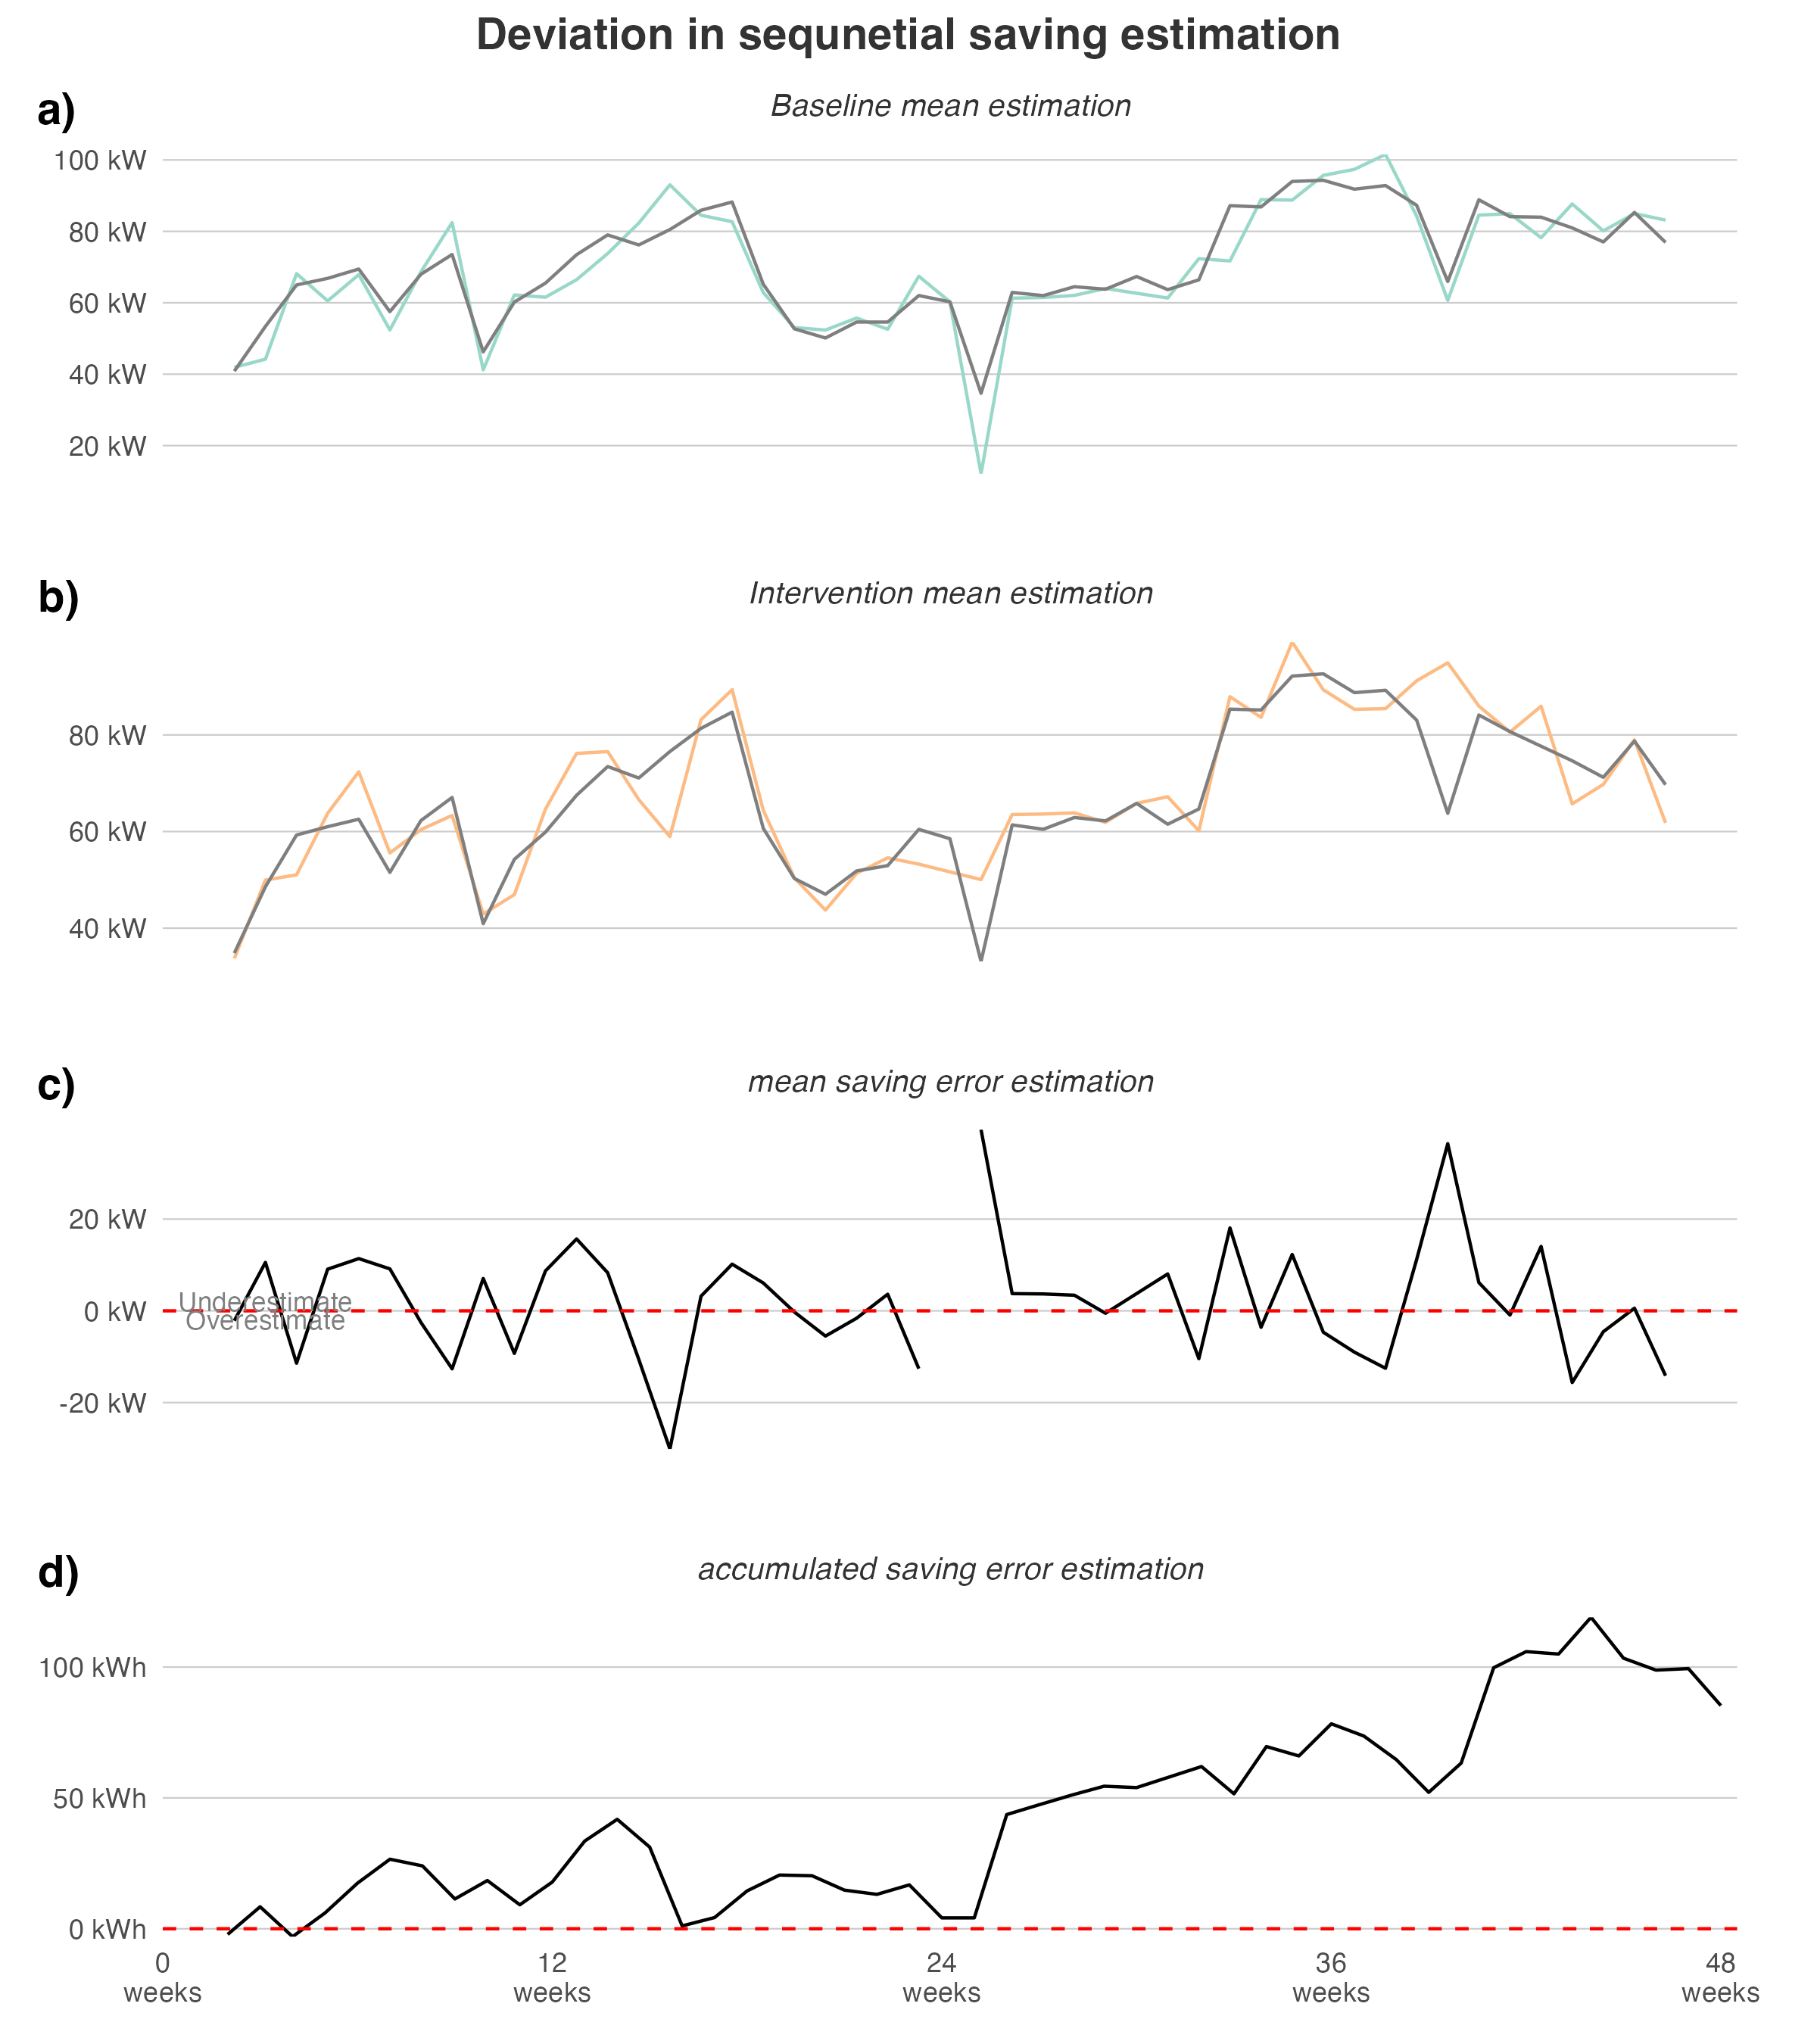 Deviation in sequnetial saving estimation
a)
Baseline mean estimation
100 kW
80 kW
60 kW
40 kW
20 kW
b)
Intervention mean estimation
80 kW
60 kW
40 kW
c)
mean saving error estimation
20 kW
Underestimate
0 kW
Overestimate
-20 kW
d)
accumulated saving error estimation
100 kWh
50 kWh
0 kWh
0 12 24 36 48
weeks weeks weeks weeks weeks